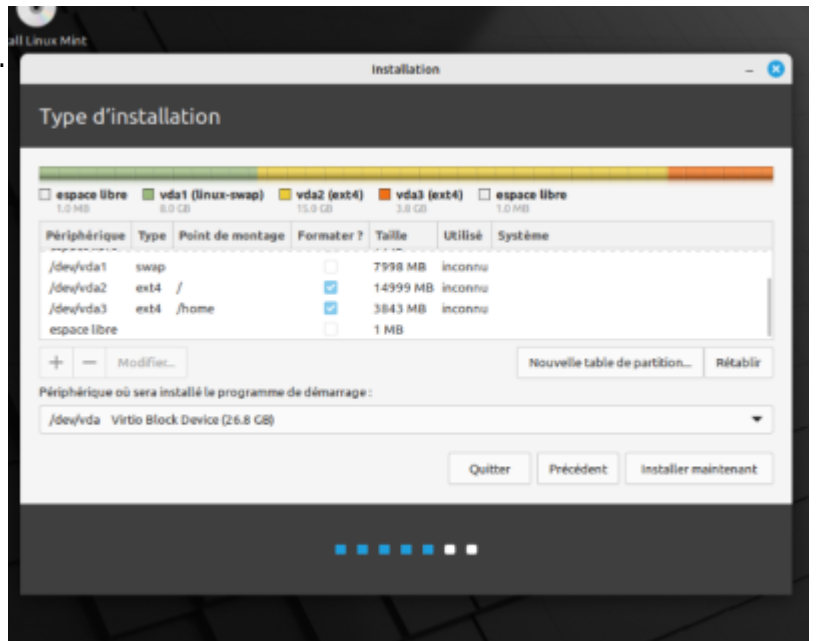 all Linux Mint
.
Installation
Type d'installation
espace libre vda1 (linux-swap) vda2 (ext4) vda3 (ext4) espace libre
1.0 MB 8.0 GB 15.0 GB 3.8 GB 1.0 MB
Périphérique Type Point de montage Formater ? Taille Utilisé Système
/dev/vda1 swap 7998 MB inconnu
/dev/vda2 ext4 / 14999 MB inconnu
/dev/vda3 ext4 /home 3843 MB inconnu
espace libre 1 MB
+ − Modifier... Nouvelle table de partition... Rétablir
Périphérique où sera installé le programme de démarrage :
/dev/vda Virtio Block Device (26.8 GB)
Quitter Précédent Installer maintenant